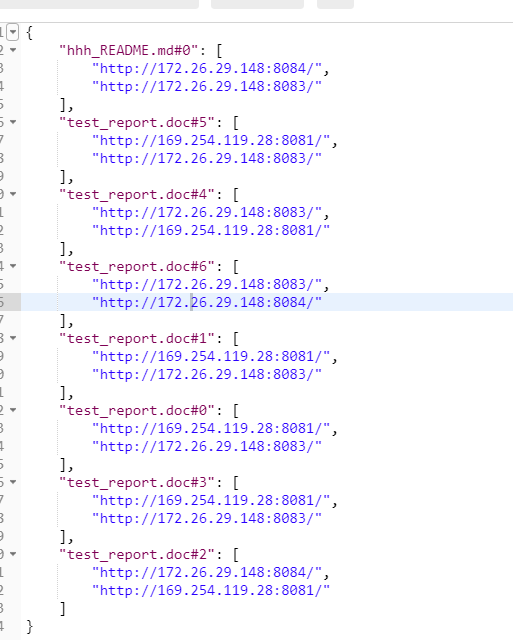 1 {
2 "hhh_README.md#0": [
3 "http://172.26.29.148:8084/",
4 "http://172.26.29.148:8083/"
5 ],
6 "test_report.doc#5": [
7 "http://169.254.119.28:8081/",
8 "http://172.26.29.148:8083/"
9 ],
0 "test_report.doc#4": [
1 "http://172.26.29.148:8083/",
2 "http://169.254.119.28:8081/"
3 ],
4 "test_report.doc#6": [
5 "http://172.26.29.148:8083/",
6 "http://172.26.29.148:8084/"
7 ],
8 "test_report.doc#1": [
9 "http://169.254.119.28:8081/",
0 "http://172.26.29.148:8083/"
1 ],
2 "test_report.doc#0": [
3 "http://169.254.119.28:8081/",
4 "http://172.26.29.148:8083/"
5 ],
6 "test_report.doc#3": [
7 "http://169.254.119.28:8081/",
8 "http://172.26.29.148:8083/"
9 ],
0 "test_report.doc#2": [
1 "http://172.26.29.148:8084/",
2 "http://169.254.119.28:8081/"
3 ]
4 }